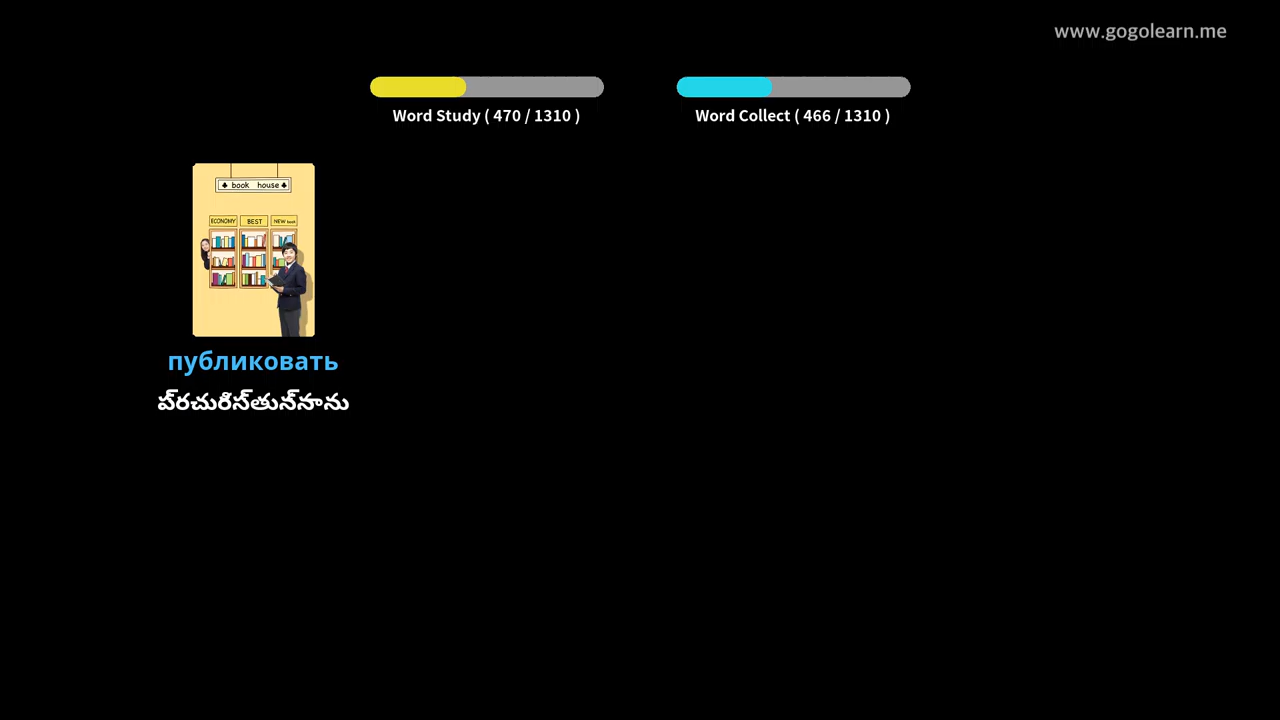 www.gogolearn.me
Word Study ( 470 / 1310 )
Word Collect ( 466 / 1310 )
♠ book house ♠
ECONOMY
BEST
NEW book
публиковать
ప్రచురిస్తున్నాను